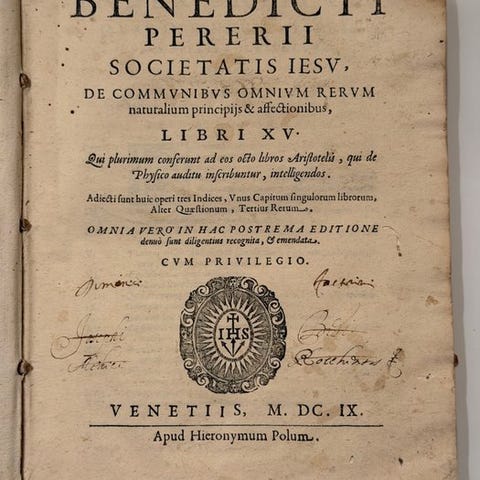 BENEDICTI
PERERII
SOCIETATIS IESV,
DE COMMVNIBVS OMNIVM RERVM
naturalium principijs & affectionibus,
LIBRI XV.
Qui plurimum conferunt ad eos octo libros Aristotelis, qui de
Physico auditu inscribuntur, intelligendos.
Adiecti sunt huic operi tres Indices, Vnus Capitum singulorum librorum,
Alter Quæstionum, Tertius Rerum.
OMNIA VERO IN HAC POSTREMA EDITIONE
denuò sunt diligentius recognita, & emendata.
CVM PRIVILEGIO.
IHS
VENETIIS, M. DC. IX.
Apud Hieronymum Polum.